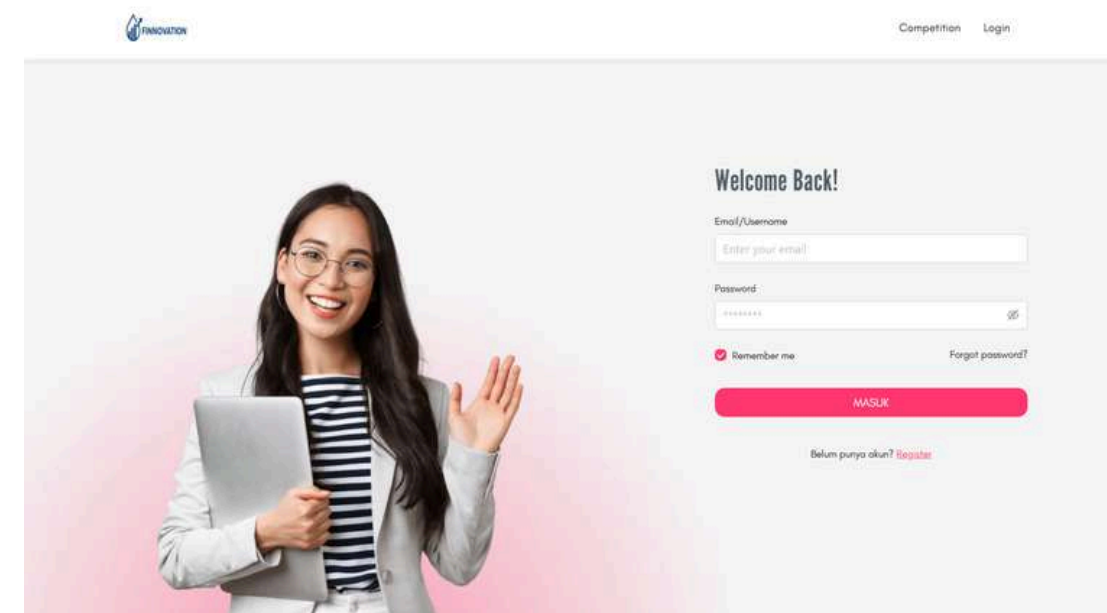 FINNOVATION
Competition Login
Welcome Back!
Email/Username
Enter your email
Password
********
Remember me Forgot password?
MASUK
Belum punya akun? Register